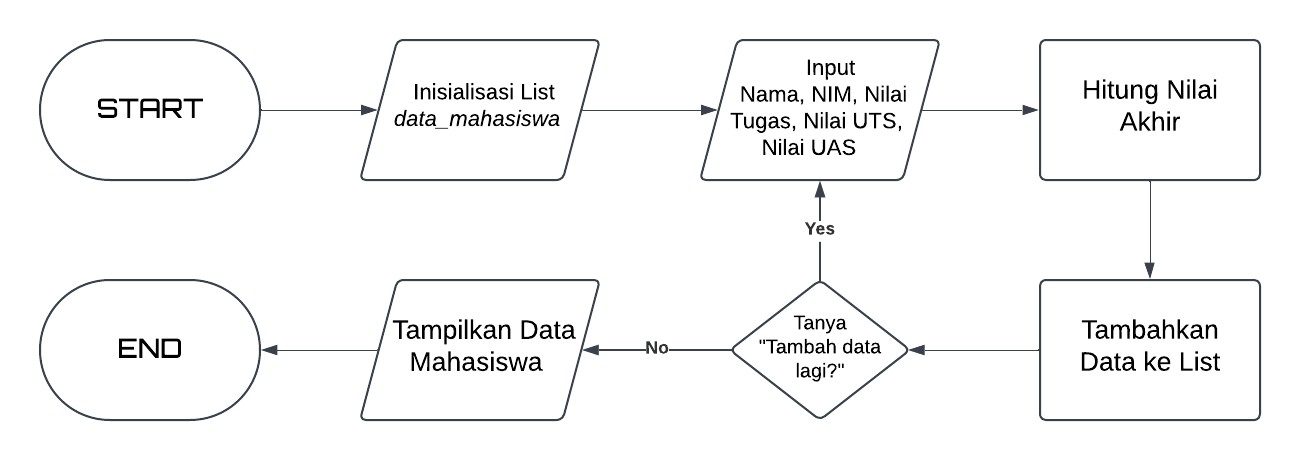 START
Inisialisasi List
data_mahasiswa
Input
Nama, NIM, Nilai
Tugas, Nilai UTS,
Nilai UAS
Hitung Nilai
Akhir
Tambahkan
Data ke List
Tanya
"Tambah data
lagi?"
Yes
No
Tampilkan Data
Mahasiswa
END